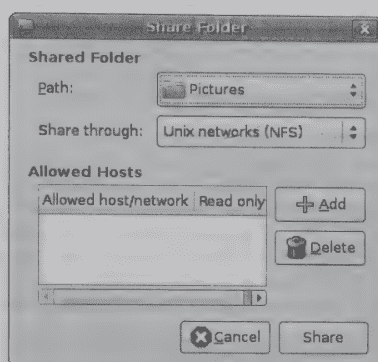 Share Folder
Shared Folder
Path: Pictures
Share through: Unix networks (NFS)
Allowed Hosts
Allowed host/network Read only
Add
Delete
Cancel Share